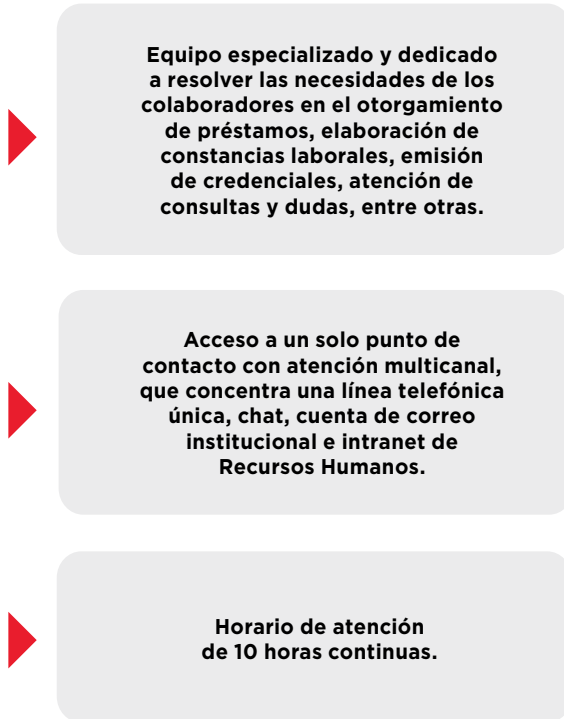 Equipo especializado y dedicado
a resolver las necesidades de los
colaboradores en el otorgamiento
de préstamos, elaboración de
constancias laborales, emisión
de credenciales, atención de
consultas y dudas, entre otras.
Acceso a un solo punto de
contacto con atención multicanal,
que concentra una línea telefónica
única, chat, cuenta de correo
institucional e intranet de
Recursos Humanos.
Horario de atención
de 10 horas continuas.